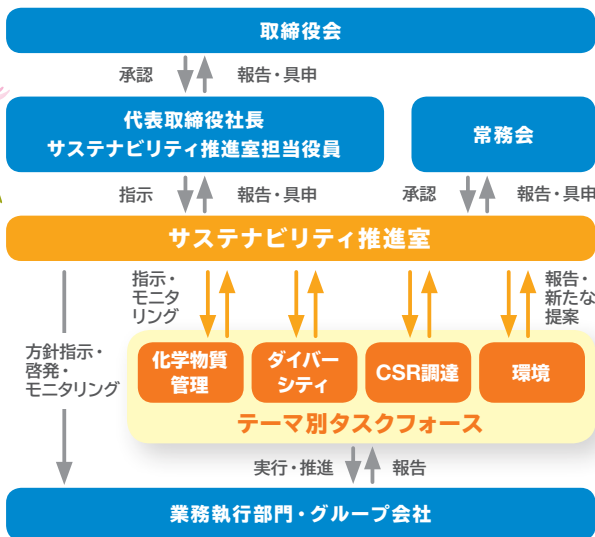 取締役会
承認
報告・具申
代表取締役社長
サステナビリティ推進室担当役員
常務会
指示
報告・具申
承認
報告・具申
サステナビリティ推進室
指示・
モニタ
リング
報告・
新たな
提案
方針指示・
啓発・
モニタリング
化学物質
管理
ダイバー
シティ
CSR調達
環境
テーマ別タスクフォース
実行・推進
報告
業務執行部門・グループ会社